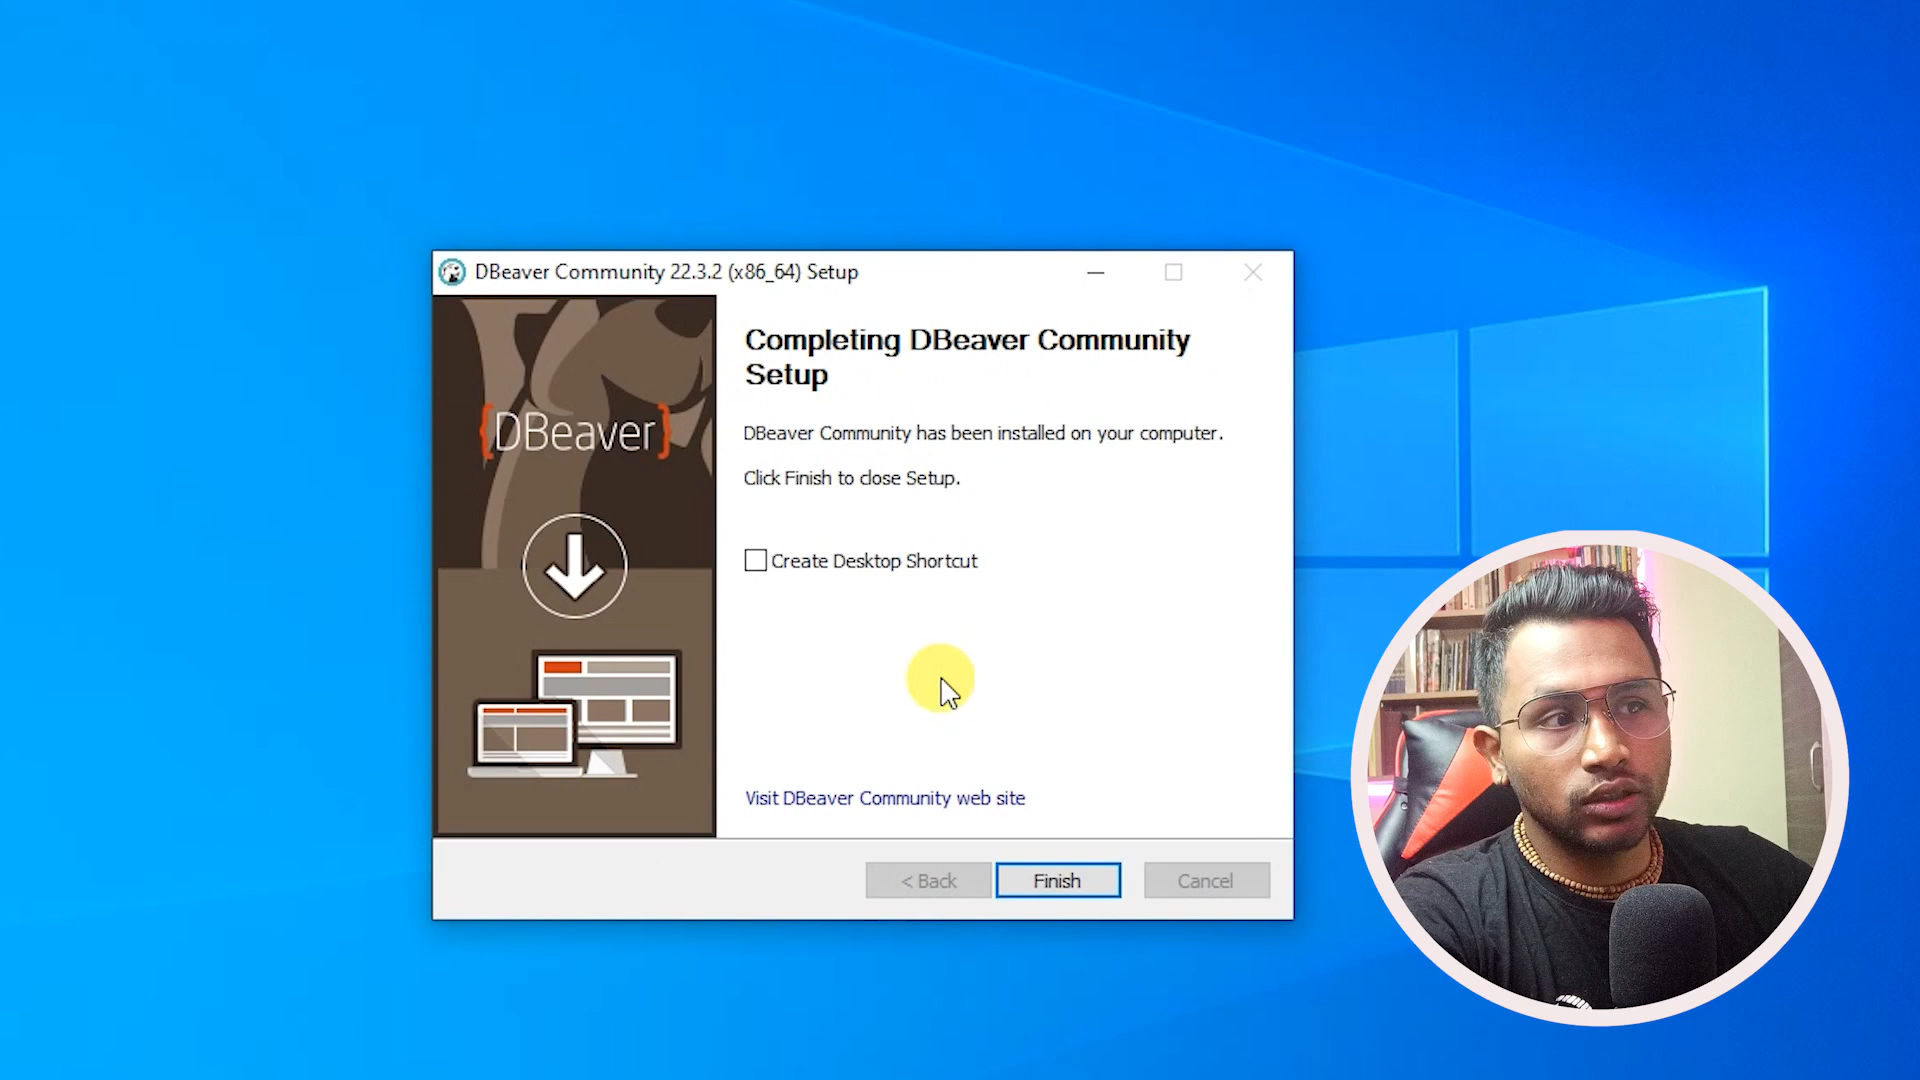 DBeaver Community 22.3.2 (x86_64) Setup
{DBeaver}
Completing DBeaver Community
Setup
DBeaver Community has been installed on your computer.
Click Finish to close Setup.
Create Desktop Shortcut
Visit DBeaver Community web site
< Back
Finish
Cancel